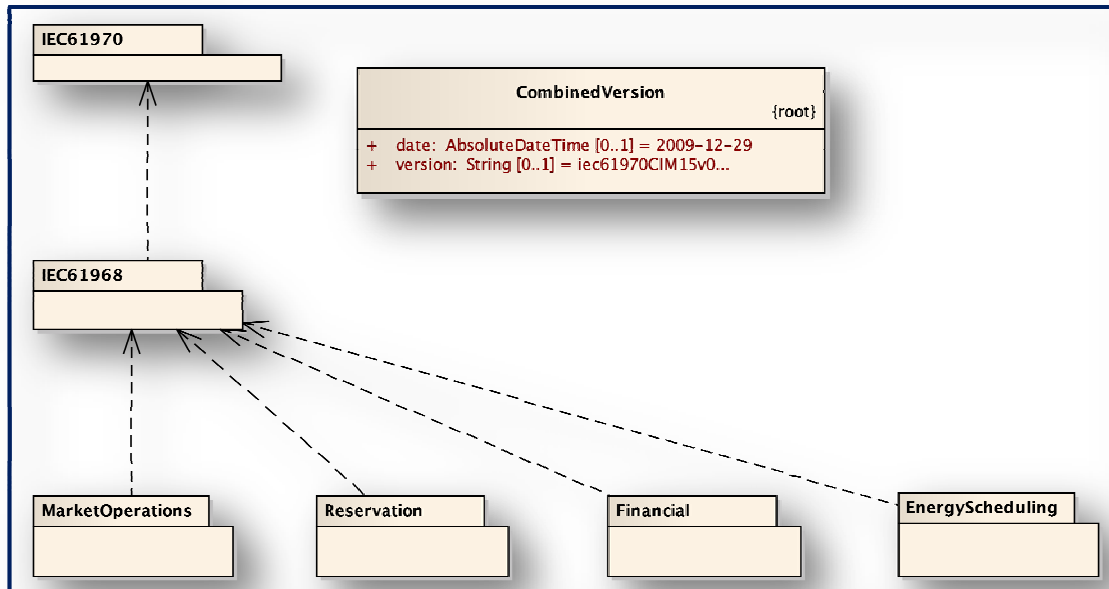 IEC61970
CombinedVersion
{root}
+ date: AbsoluteDateTime [0..1] = 2009-12-29
+ version: String [0..1] = iec61970CIM15v0...
IEC61968
MarketOperations
Reservation
Financial
EnergyScheduling